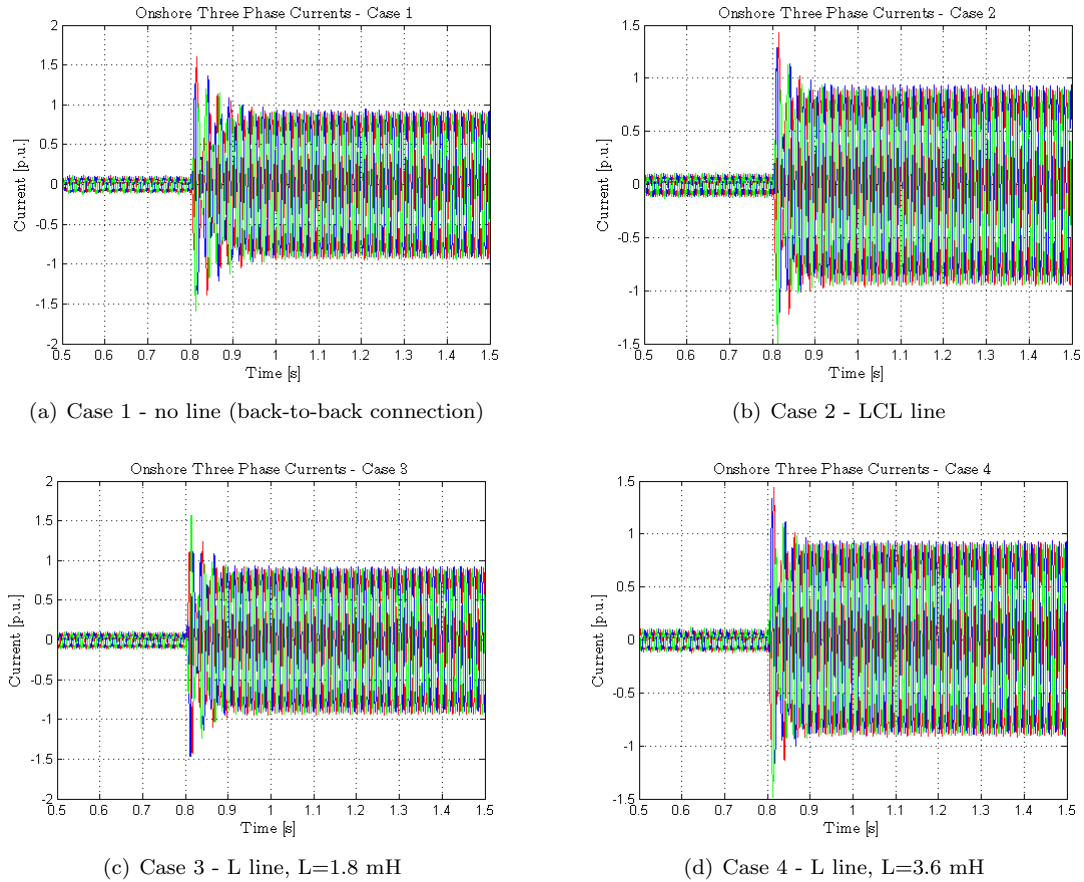 Onshore Three Phase Currents - Case 1
2
1.5
1
0.5
0
-0.5
-1
-1.5
-2
Current [p.u.]
0.5 0.6 0.7 0.8 0.9 1 1.1 1.2 1.3 1.4 1.5
Time [s]
(a) Case 1 - no line (back-to-back connection)
Onshore Three Phase Currents - Case 2
1.5
1
0.5
0
-0.5
-1
-1.5
Current [p.u.]
0.5 0.6 0.7 0.8 0.9 1 1.1 1.2 1.3 1.4 1.5
Time [s]
(b) Case 2 - LCL line
Onshore Three Phase Currents - Case 3
2
1.5
1
0.5
0
-0.5
-1
-1.5
-2
Current [p.u.]
0.5 0.6 0.7 0.8 0.9 1 1.1 1.2 1.3 1.4 1.5
Time [s]
(c) Case 3 - L line, L=1.8 mH
Onshore Three Phase Currents - Case 4
1.5
1
0.5
0
-0.5
-1
-1.5
Current [p.u.]
0.5 0.6 0.7 0.8 0.9 1 1.1 1.2 1.3 1.4 1.5
Time [s]
(d) Case 4 - L line, L=3.6 mH